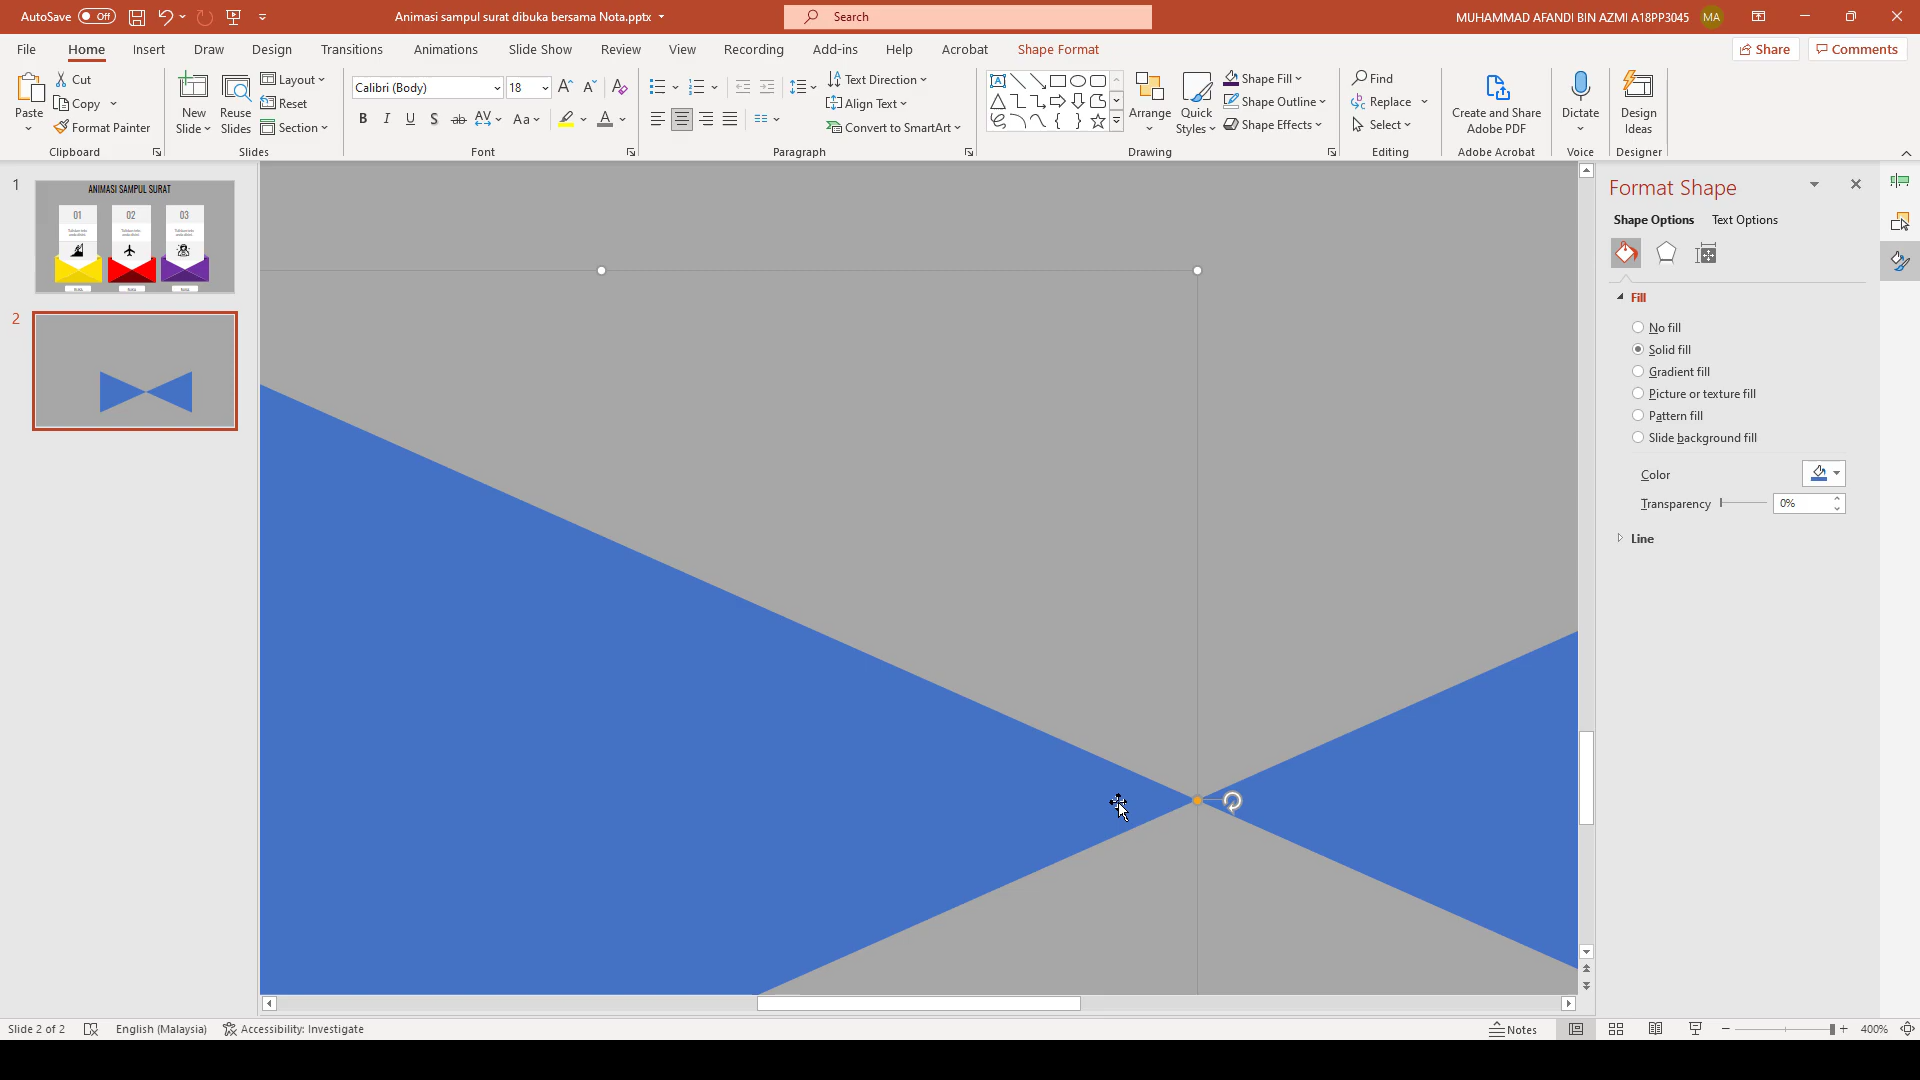 AutoSave Off
Animasi sampul surat dibuka bersama Nota.pptx
Search
MUHAMMAD AFANDI BIN AZMI A18PP3045
MA
File Home Insert Draw Design Transitions Animations Slide Show Review View Recording Add-ins Help Acrobat Shape Format
Share Comments
Paste
Cut
Copy
Format Painter
Clipboard
New Slide
Reuse Slides
Layout
Reset
Section
Slides
Calibri (Body) 18
B I U S ab AV Aa A
Font
Text Direction
Align Text
Convert to SmartArt
Paragraph
Arrange
Quick Styles
Shape Fill
Shape Outline
Shape Effects
Drawing
Find
Replace
Select
Editing
Create and Share Adobe PDF
Adobe Acrobat
Dictate
Voice
Design Ideas
Designer
1
ANIMASI SAMPUL SURAT
01 02 03
2
Format Shape
Shape Options Text Options
Fill
No fill
Solid fill
Gradient fill
Picture or texture fill
Pattern fill
Slide background fill
Color
Transparency 0%
Line
Slide 2 of 2 English (Malaysia) Accessibility: Investigate
Notes
400%